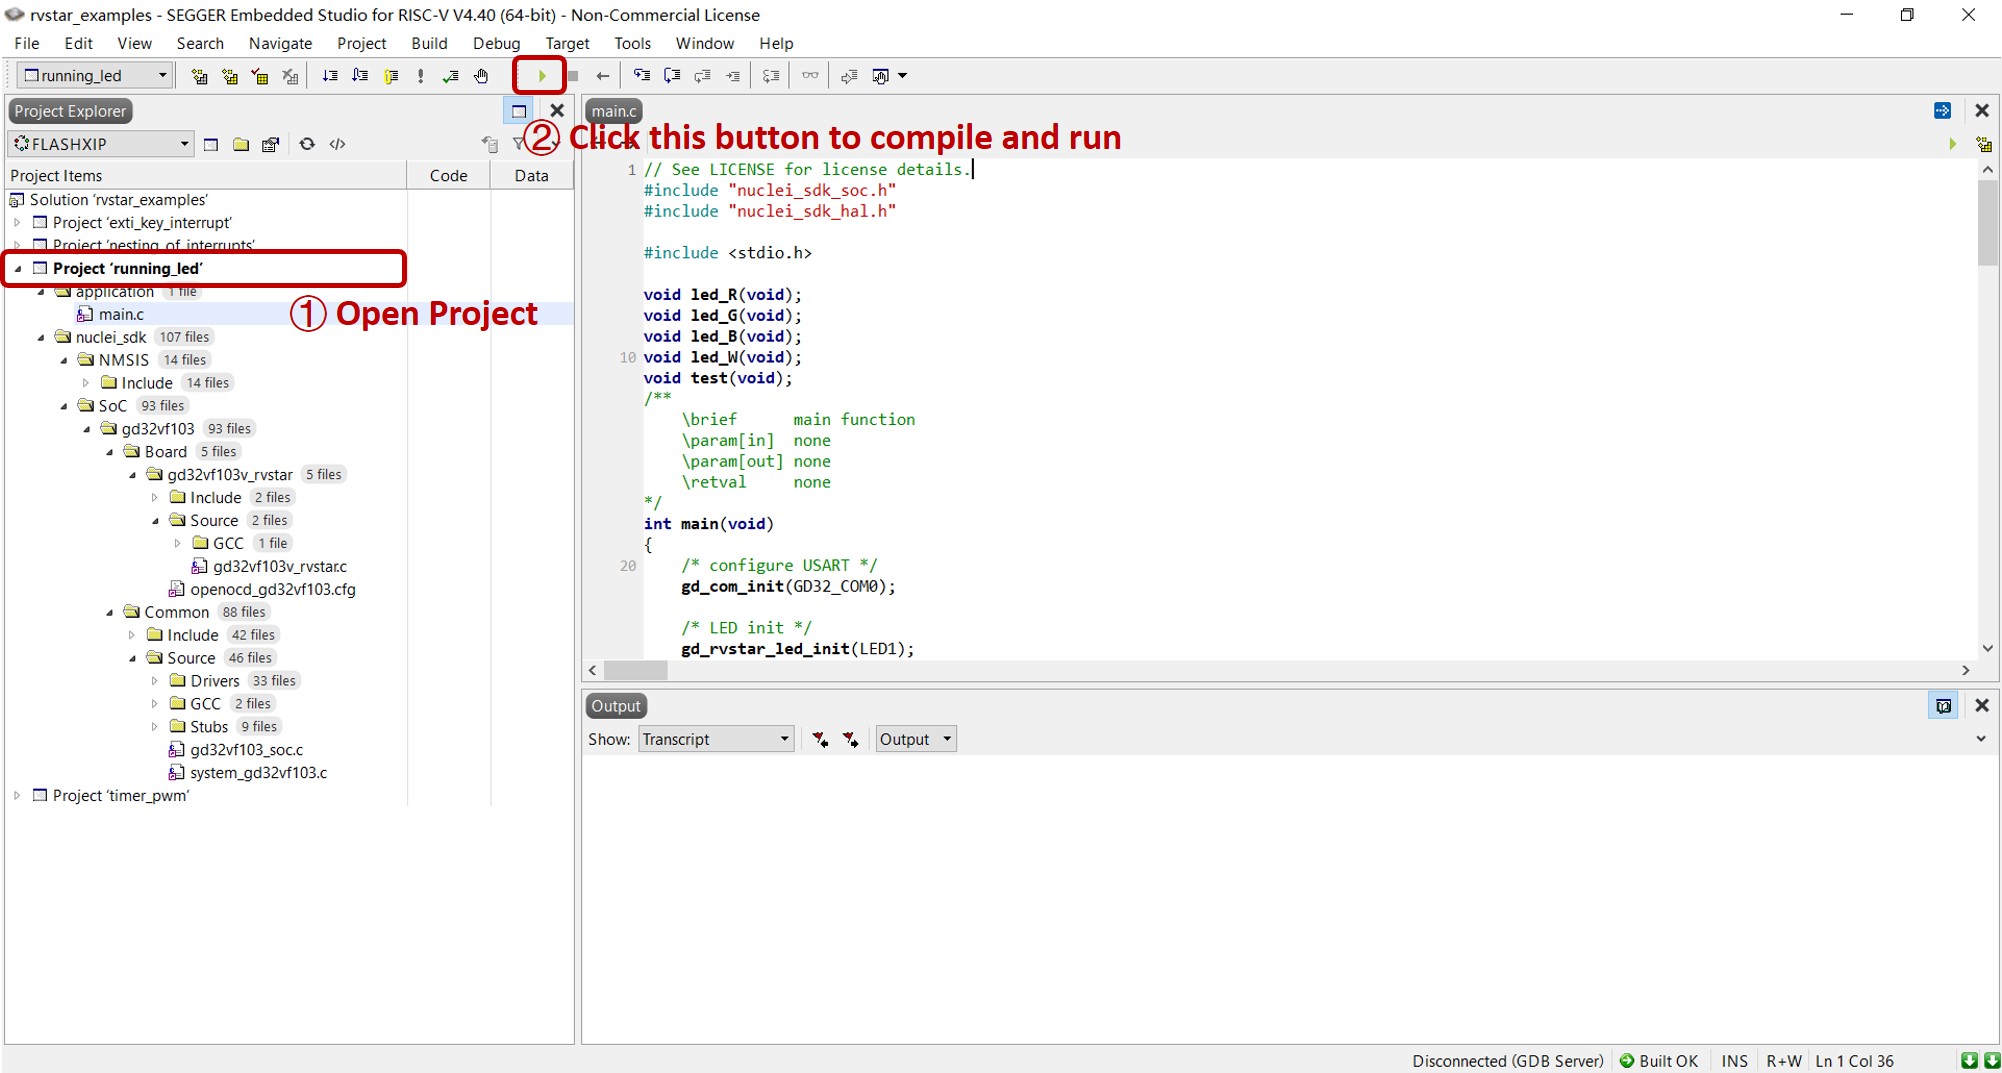 rvstar_examples - SEGGER Embedded Studio for RISC-V V4.40 (64-bit) - Non-Commercial License
File Edit View Search Navigate Project Build Debug Target Tools Window Help
running_led
Project Explorer
FLASHXIP
Project Items Code Data
Solution 'rvstar_examples'
Project 'exti_key_interrupt'
Project 'nesting_of_interrupts'
Project 'running_led'
application 1 file
main.c
① Open Project
nuclei_sdk 107 files
NMSIS 14 files
Include 14 files
SoC 93 files
gd32vf103 93 files
Board 5 files
gd32vf103v_rvstar 5 files
Include 2 files
Source 2 files
GCC 1 file
gd32vf103v_rvstar.c
openocd_gd32vf103.cfg
Common 88 files
Include 42 files
Source 46 files
Drivers 33 files
GCC 2 files
Stubs 9 files
gd32vf103_soc.c
system_gd32vf103.c
Project 'timer_pwm'
main.c
② Click this button to compile and run
1 // See LICENSE for license details.
#include "nuclei_sdk_soc.h"
#include "nuclei_sdk_hal.h"
#include <stdio.h>
void led_R(void);
void led_G(void);
void led_B(void);
10 void led_W(void);
void test(void);
/**
\brief main function
\param[in] none
\param[out] none
\retval none
*/
int main(void)
{
20 /* configure USART */
gd_com_init(GD32_COM0);
/* LED init */
gd_rvstar_led_init(LED1);
Output
Show: Transcript Output
Disconnected (GDB Server) Built OK INS R+W Ln 1 Col 36